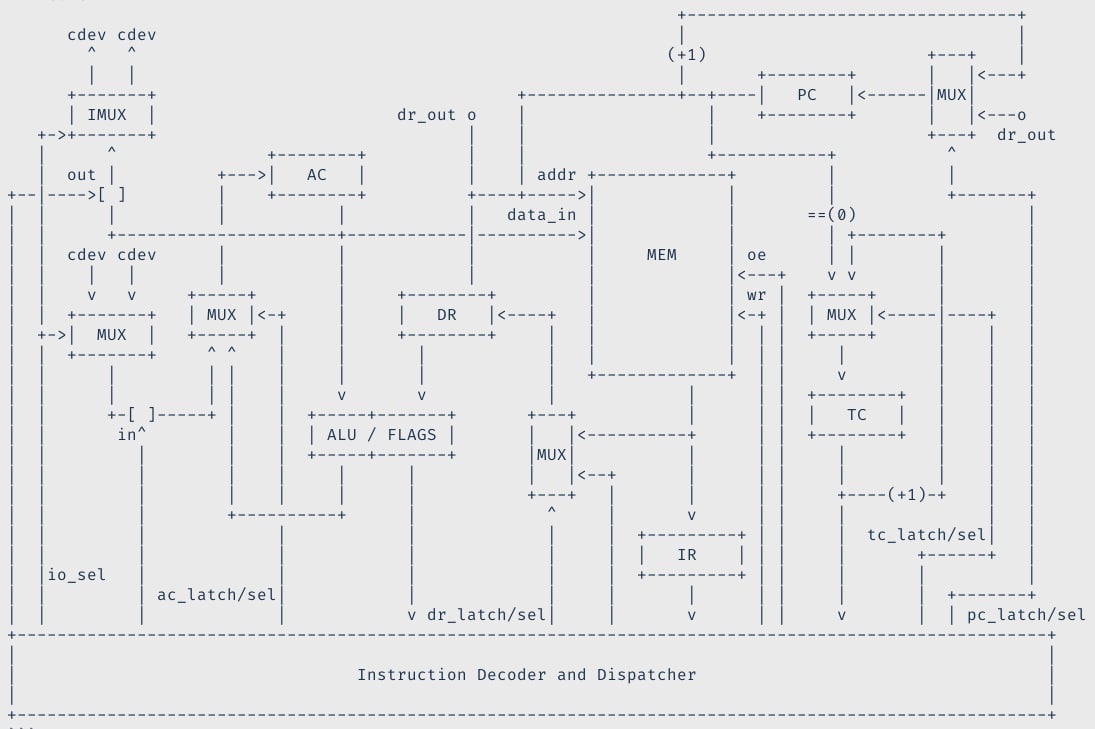 cdev cdev
(+1)
PC MUX
IMUX
dr_out o
o
dr_out
out
AC
addr
[ ]
data_in
==(0)
cdev cdev
MEM
oe
wr
MUX
MUX
DR
MUX
TC
[ ]
in
ALU / FLAGS
MUX
(+1)
tc_latch/sel
IR
io_sel
ac_latch/sel
dr_latch/sel
pc_latch/sel
Instruction Decoder and Dispatcher